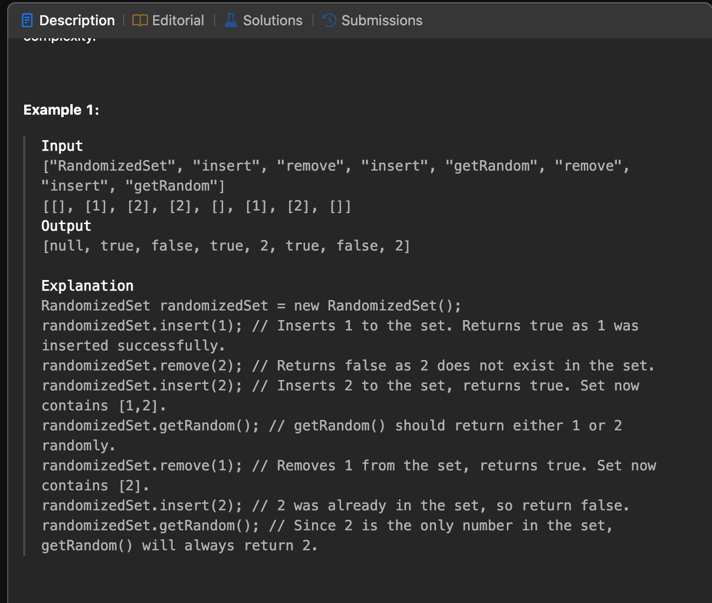 Description
Editorial
Solutions
Submissions
complexity.
Example 1:
Input
["RandomizedSet", "insert", "remove", "insert", "getRandom", "remove",
"insert", "getRandom"]
[[], [1], [2], [2], [], [1], [2], []]
Output
[null, true, false, true, 2, true, false, 2]
Explanation
RandomizedSet randomizedSet = new RandomizedSet();
randomizedSet.insert(1); // Inserts 1 to the set. Returns true as 1 was
inserted successfully.
randomizedSet.remove(2); // Returns false as 2 does not exist in the set.
randomizedSet.insert(2); // Inserts 2 to the set, returns true. Set now
contains [1,2].
randomizedSet.getRandom(); // getRandom() should return either 1 or 2
randomly.
randomizedSet.remove(1); // Removes 1 from the set, returns true. Set now
contains [2].
randomizedSet.insert(2); // 2 was already in the set, so return false.
randomizedSet.getRandom(); // Since 2 is the only number in the set,
getRandom() will always return 2.